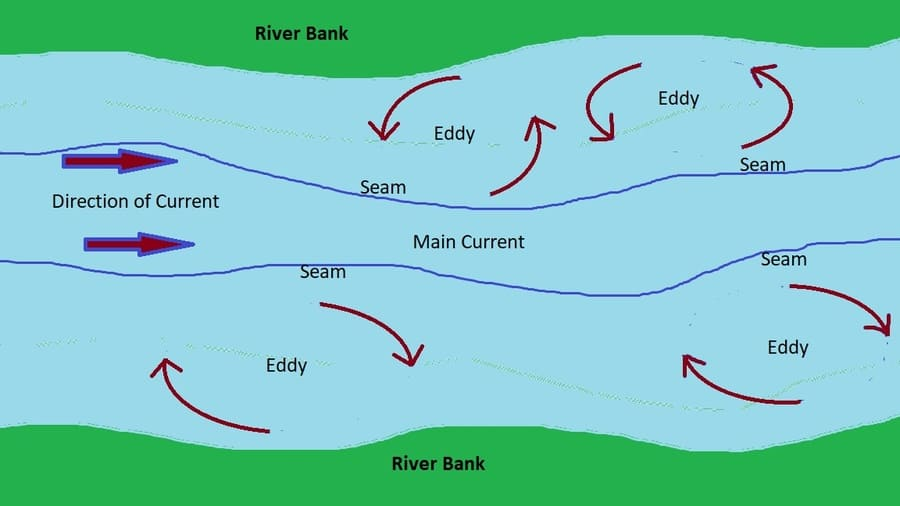 River Bank
Eddy
Eddy
Seam
Seam
Direction of Current
Main Current
Seam
Seam
Eddy
Eddy
River Bank